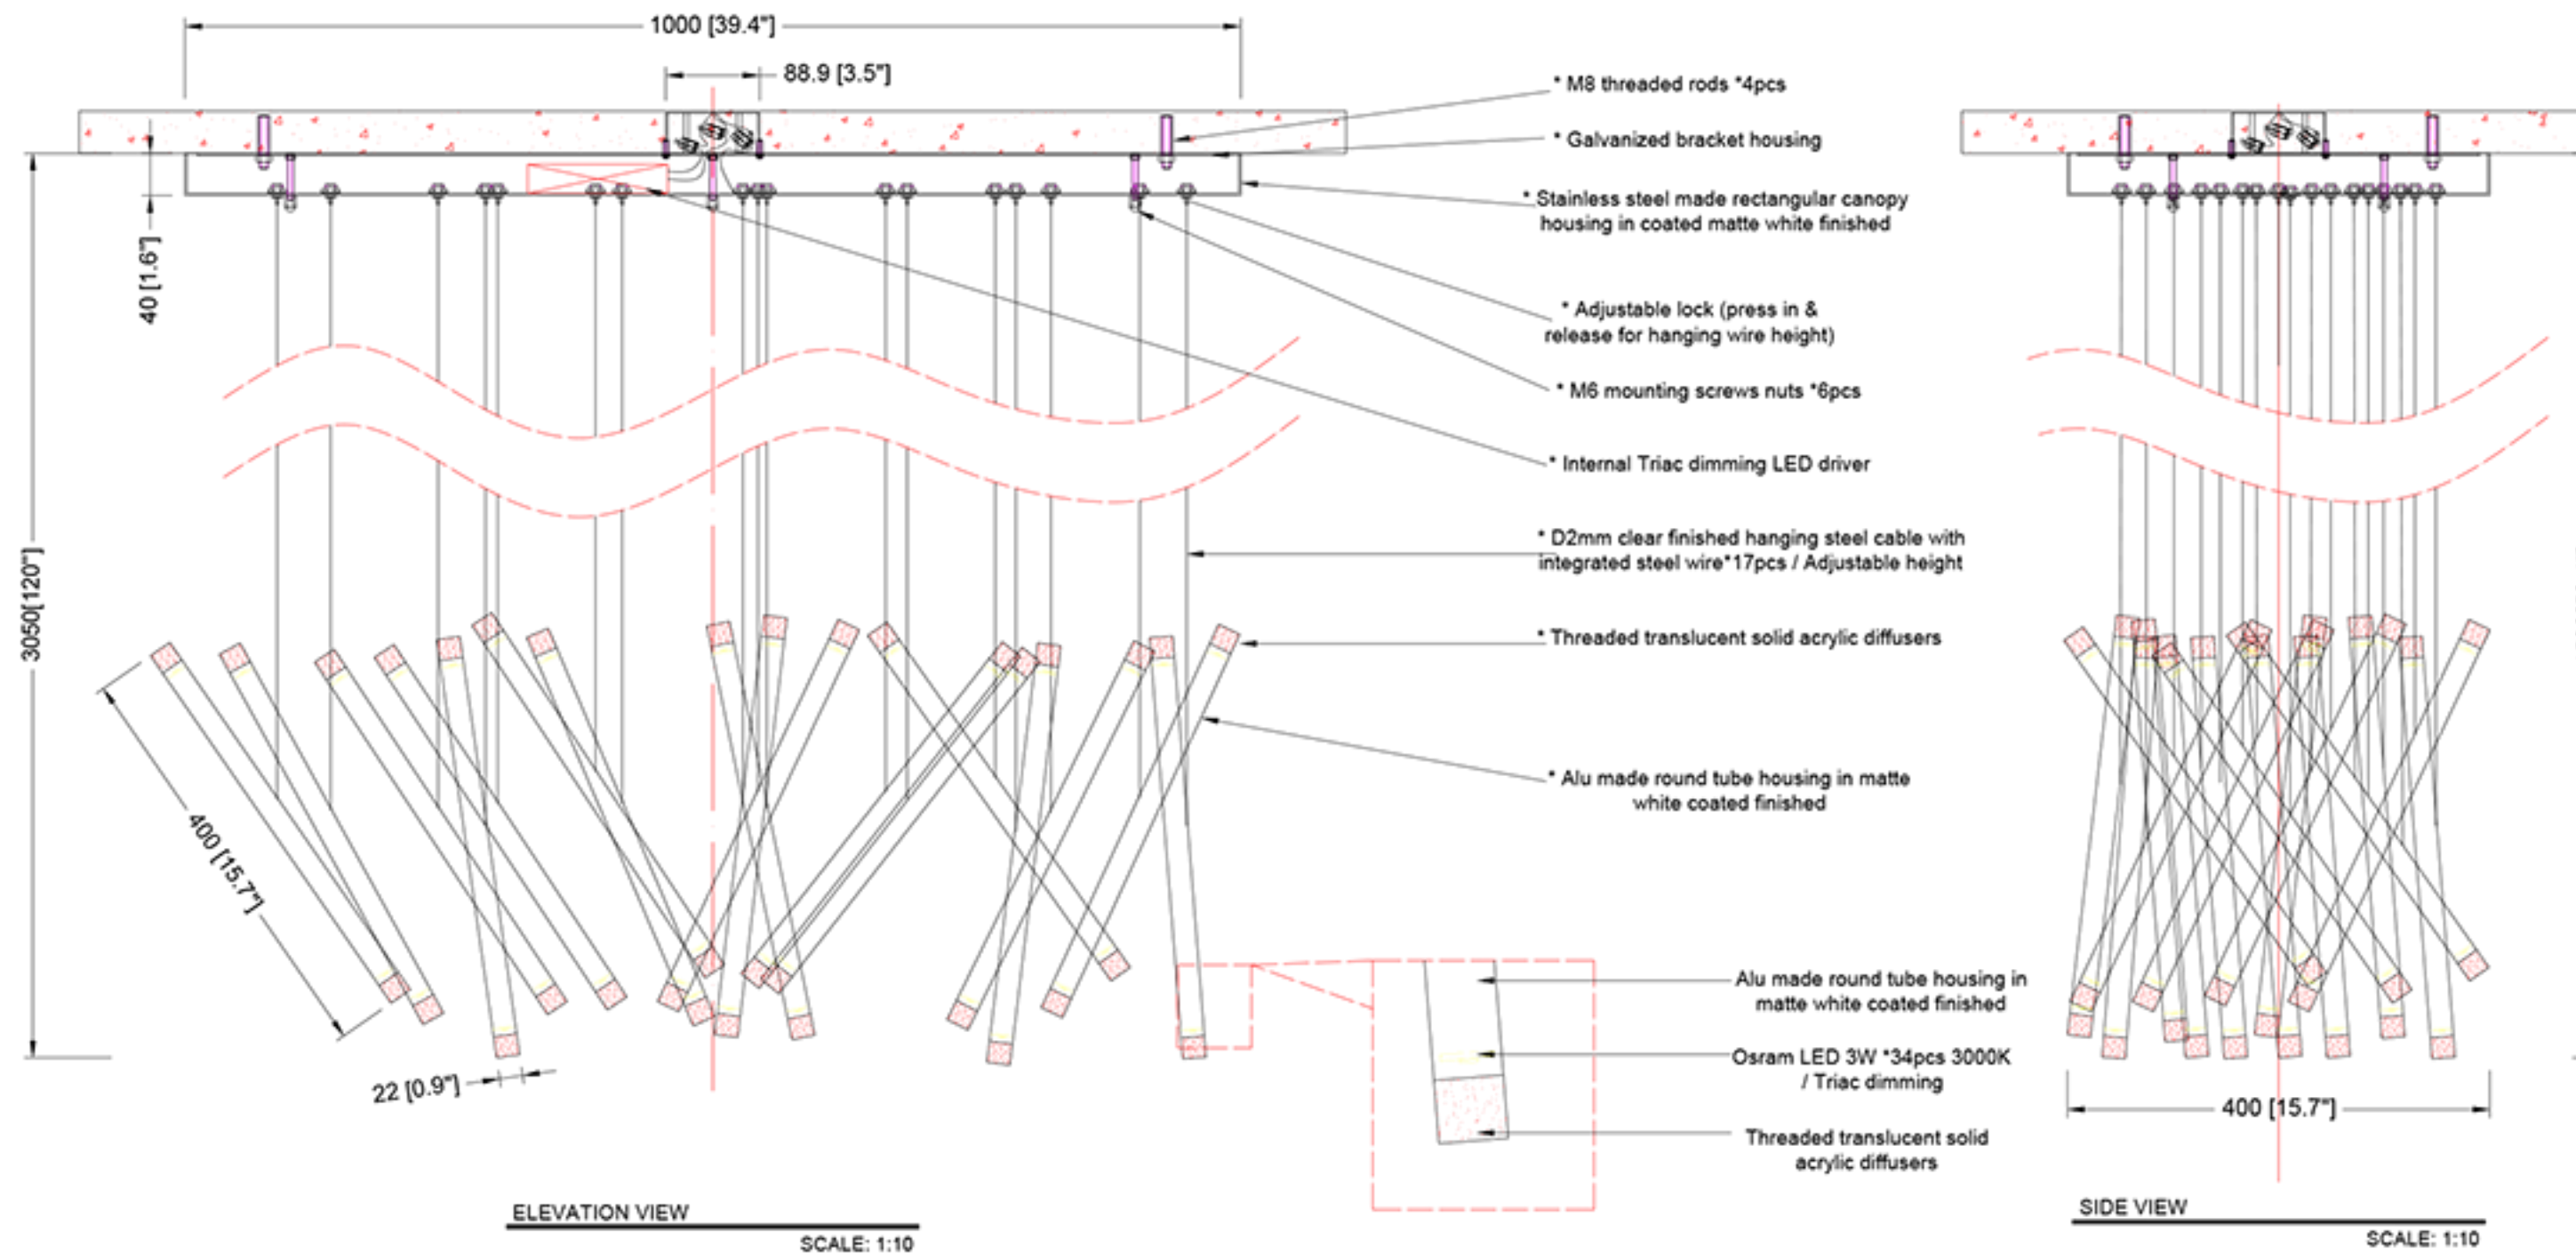 1000 [39.4"]
88.9 [3.5"]
40 [1.6"]
3050[120"]
400 [15.7"]
22 [0.9"]
* M8 threaded rods *4pcs
* Galvanized bracket housing
* Stainless steel made rectangular canopy
housing in coated matte white finished
* Adjustable lock (press in &
release for hanging wire height)
* M6 mounting screws nuts *6pcs
* Internal Triac dimming LED driver
* D2mm clear finished hanging steel cable with
integrated steel wire*17pcs / Adjustable height
* Threaded translucent solid acrylic diffusers
* Alu made round tube housing in matte
white coated finished
Alu made round tube housing in
matte white coated finished
Osram LED 3W *34pcs 3000K
/ Triac dimming
Threaded translucent solid
acrylic diffusers
ELEVATION VIEW
SCALE: 1:10
400 [15.7"]
SIDE VIEW
SCALE: 1:10